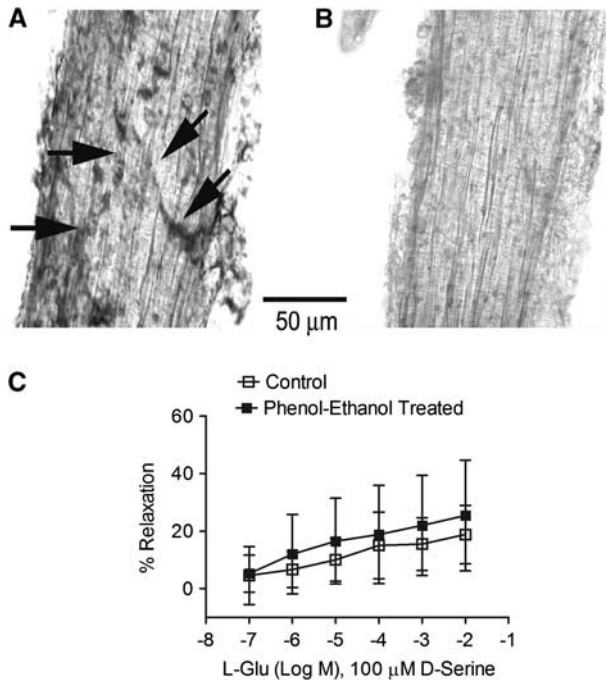 A
B
50 μm
C
Control
Phenol-Ethanol Treated
60
40
20
0
% Relaxation
-8 -7 -6 -5 -4 -3 -2 -1
L-Glu (Log M), 100 μM D-Serine